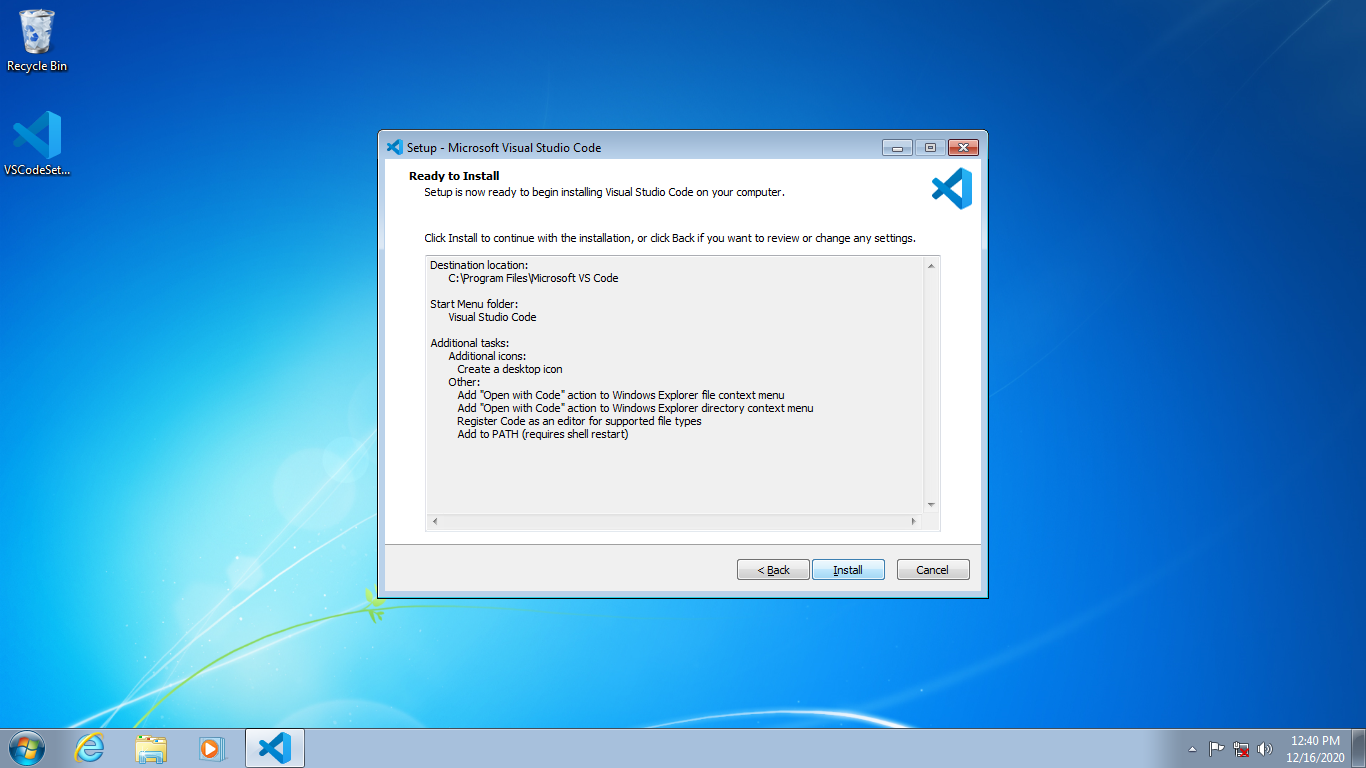 Recycle Bin
VSCodeSet...
Setup - Microsoft Visual Studio Code
Ready to Install
Setup is now ready to begin installing Visual Studio Code on your computer.
Click Install to continue with the installation, or click Back if you want to review or change any settings.
Destination location:
C:\Program Files\Microsoft VS Code
Start Menu folder:
Visual Studio Code
Additional tasks:
Additional icons:
Create a desktop icon
Other:
Add "Open with Code" action to Windows Explorer file context menu
Add "Open with Code" action to Windows Explorer directory context menu
Register Code as an editor for supported file types
Add to PATH (requires shell restart)
< Back
Install
Cancel
12:40 PM
12/16/2020